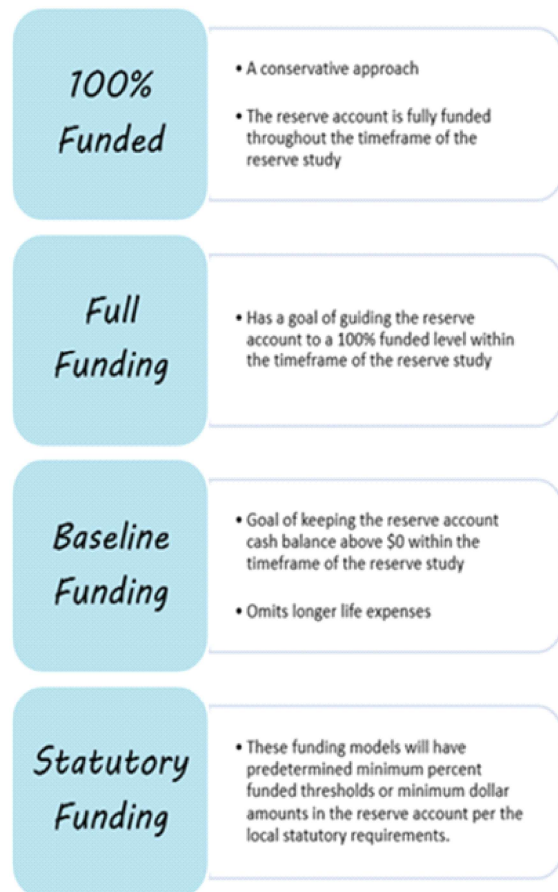 100%
Funded
• A conservative approach
• The reserve account is fully funded
throughout the timeframe of the
reserve study
Full
Funding
• Has a goal of guiding the reserve
account to a 100% funded level within
the timeframe of the reserve study
Baseline
Funding
• Goal of keeping the reserve account
cash balance above $0 within the
timeframe of the reserve study
• Omits longer life expenses
Statutory
Funding
• These funding models will have
predetermined minimum percent
funded thresholds or minimum dollar
amounts in the reserve account per the
local statutory requirements.